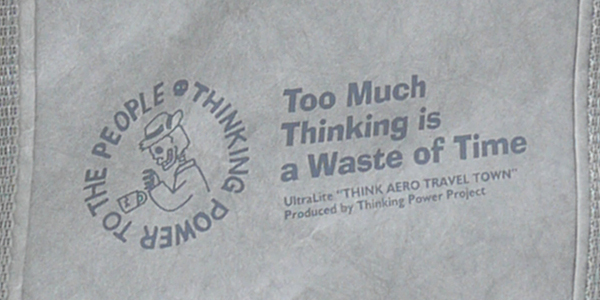 THINKING POWER TO THE PEOPLE
Too Much
Thinking is
a Waste of Time
UltraLite "THINK AERO TRAVEL TOWN"
Produced by Thinking Power Project